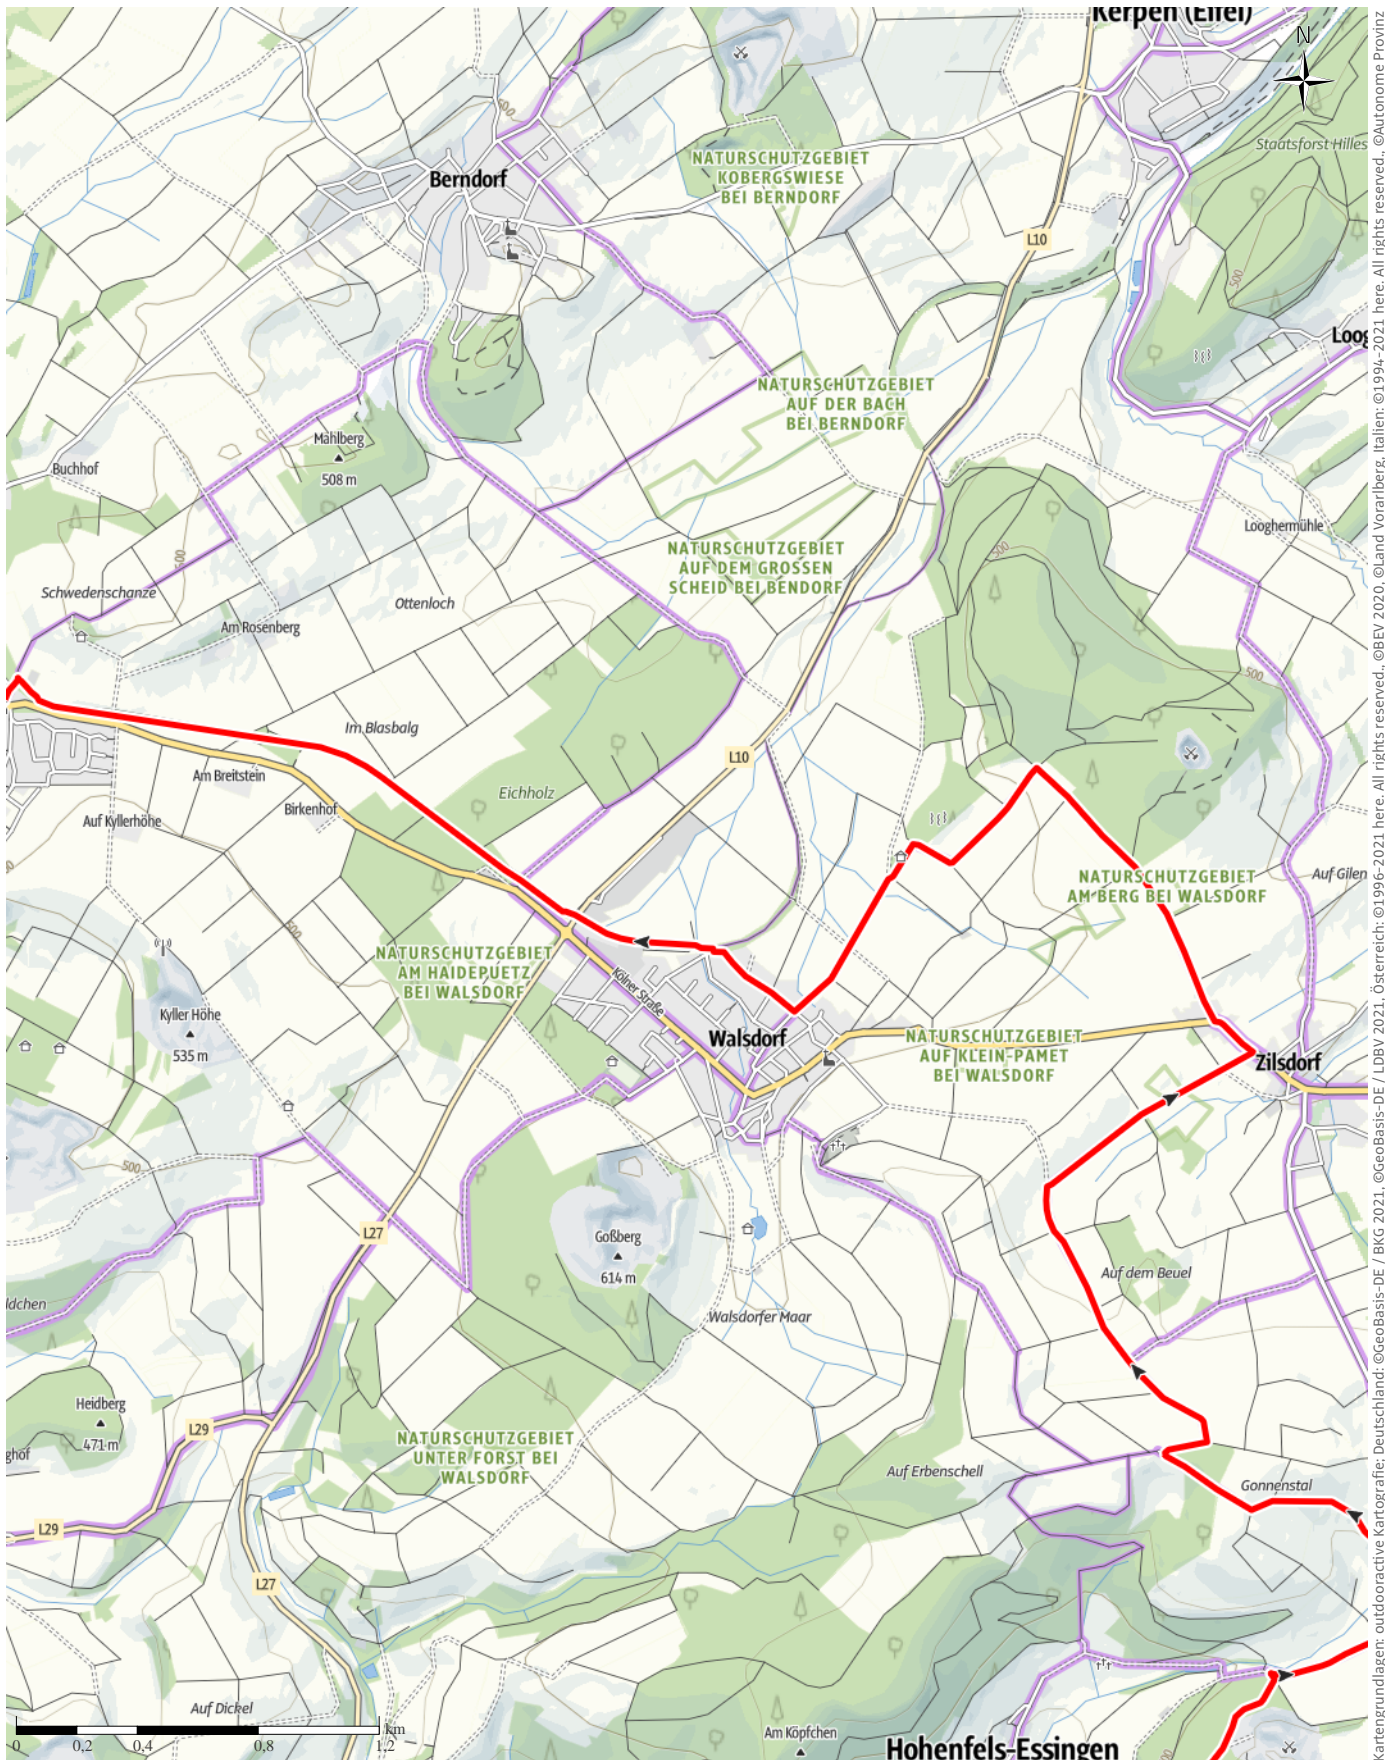 Kerpen (Eifel)
N
600
Staatsforst Hilles
NATURSCHUTZGEBIET
KOBERGSWIESE
BEI BERNDORF
Berndorf
L10
500
Loog
NATURSCHUTZGEBIET
AUF DER BACH
BEI BERNDORF
Mahlberg
508 m
Buchhof
Looghermühle
500
500
NATURSCHUTZGEBIET
AUF DEM GROSSEN
SCHEID BEI BENDORF
Schwedenschanze
Ottenloch
Am Rosenberg
500
Im Blasbalg
L10
Am Breitstein
Eichholz
Birkenhof
Auf Kyllerhöhe
NATURSCHUTZGEBIET
AM BERG BEI WALSDORF
Auf Gilen
600
NATURSCHUTZGEBIET
AM HAIDEPUETZ
BEI WALSDORF
Kölner Straße
Kyller Höhe
535 m
Walsdorf
NATURSCHUTZGEBIET
AUF KLEIN-PAMET
BEI WALSDORF
Zilsdorf
500
L27
Goßberg
614 m
Auf dem Beuel
ldchen
Walsdorfer Maar
Heidberg
471 m
L29
ghof
NATURSCHUTZGEBIET
UNTER FORST BEI
WALSDORF
Auf Erbenschell
Gonnenstal
L29
L27
Auf Dickel
km
0
0,2
0,4
0,8
1,2
Am Köpfchen
Hohenfels-Essingen
artengrundlagen: outdooractive Kartografie; Deutschland: ©GeoBasis-DE / BKG 2021, ©GeoBasis-DE / LDBV 2021, Österreich: ©1996-2021 here. All rights reserved., ©BEV 2020, ©Land Vorarlberg, Italien: ©1994-2021 here. All rights reserved., ©Autonome Provinz